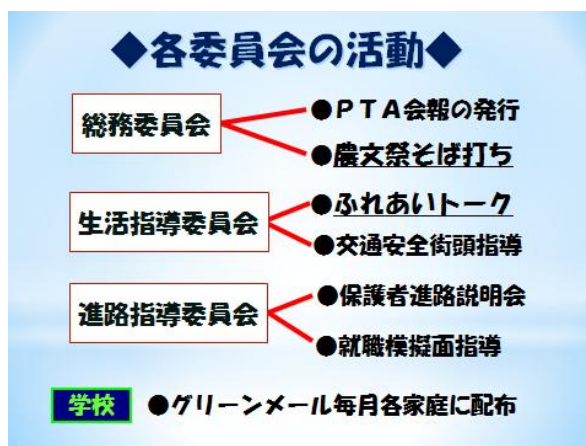 ◆各委員会の活動◆
総務委員会
●ＰＴＡ会報の発行
●農文祭そば打ち
生活指導委員会
●ふれあいトーク
●交通安全街頭指導
進路指導委員会
●保護者進路説明会
●就職模擬面指導
学校 ●グリーンメール毎月各家庭に配布